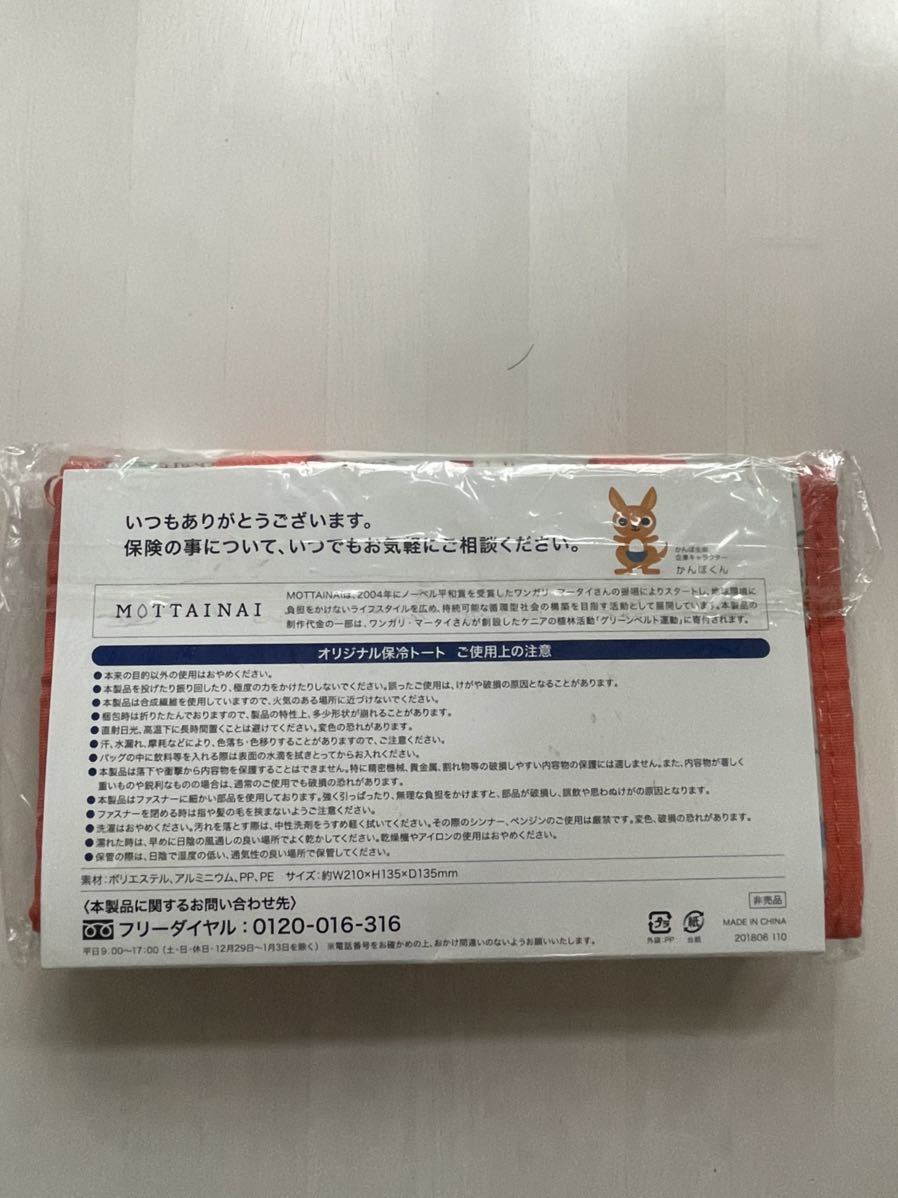 いつもありがとうございます。
保険の事について、いつでもお気軽にご相談ください。
かんぽ生命
企業キャラクター
かんぽくん
MOTTAINAI
MOTTAINAIは、2004年にノーベル平和賞を受賞したワンガリ・マータイさんの提唱によりスタートし、地球環境に
負担をかけないライフスタイルを広め、持続可能な循環型社会の構築を目指す活動として展開しています。本製品の
制作代金の一部は、ワンガリ・マータイさんが創設したケニアの植林活動「グリーンベルト運動」に寄付されます。
オリジナル保冷トート ご使用上の注意
●本来の目的以外の使用はおやめください。
●本製品を投げたり振り回したり、極度の力をかけたりしないでください。誤ったご使用は、けがや破損の原因となることがあります。
●本製品は合成繊維を使用していますので、火気のある場所に近づけないでください。
●梱包時は折りたたんでおりますので、製品の特性上、多少形状が崩れることがあります。
●直射日光、高温下に長時間置くことは避けてください。変色の恐れがあります。
●汗、水漏れ、摩耗などにより、色落ち・色移りすることがありますので、ご注意ください。
●バッグの中に飲料等を入れる際は表面の水滴を拭きとってからお入れください。
●本製品は落下や衝撃から内容物を保護することはできません。特に精密機械、貴金属、割れ物等の破損しやすい内容物の保護には適しません。また、内容物が著しく
重いものや鋭利なものの場合は、通常のご使用でも破損の恐れがあります。
●本製品はファスナーに細かい部品を使用しております。強く引っぱったり、無理な負担をかけますと、部品が破損し、誤飲や思わぬけがの原因となります。
●ファスナーを閉める時は指や髪の毛を挟まないようご注意ください。
●洗濯はおやめください。汚れを落とす際は、中性洗剤をうすめ軽く拭いてください。その際のシンナー、ベンジンのご使用は厳禁です。変色、破損の恐れがあります。
●濡れた時は、早めに日陰の風通しの良い場所でよく乾かしてください。乾燥機やアイロンの使用はおやめください。
●保管の際は、日陰で湿度の低い、通気性の良い場所で保管してください。
素材:ポリエステル、アルミニウム、PP、PE サイズ:約W210×H135×D135mm
〈本製品に関するお問い合わせ先〉
フリーダイヤル:0120-016-316
平日9:00〜17:00(土・日・休日・12月29日〜1月3日を除く) ※電話番号をお確かめの上、おかけ間違いのないようお願いいたします。
プラ
外袋:PP
紙
台紙
非売品
MADE IN CHINA
201806 110